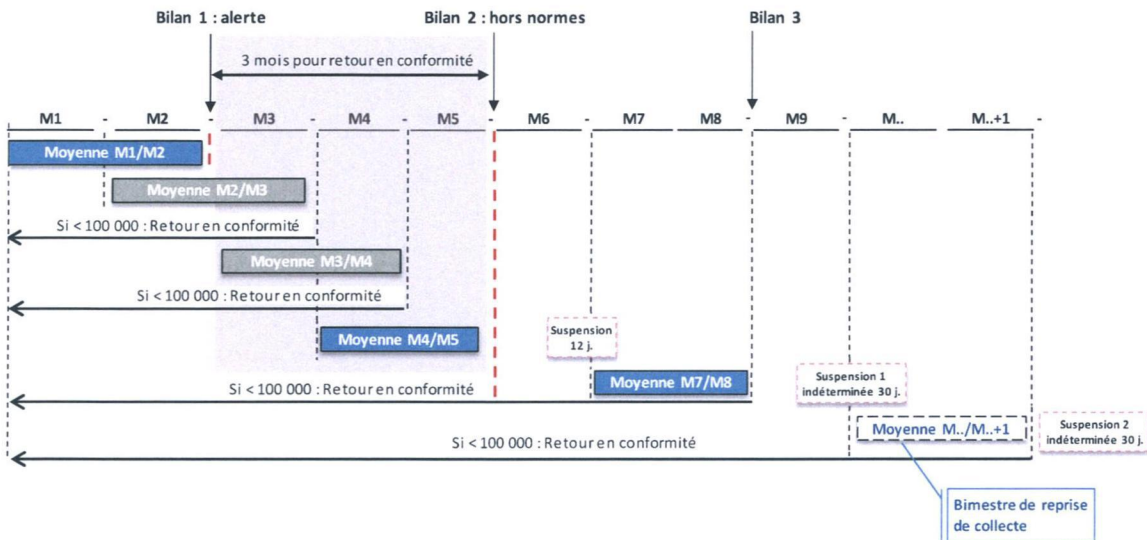 Bilan 1 : alerte
Bilan 2 : hors normes
Bilan 3
3 mois pour retour en conformité
M1 - M2 - M3 M4 M5 - M6 M7 M8 - M9 - M.. M..+1 -
Moyenne M1/M2
Moyenne M2/M3
Si < 100 000 : Retour en conformité
Moyenne M3/M4
Si < 100 000 : Retour en conformité
Moyenne M4/M5
Suspension
12 j.
Moyenne M7/M8
Suspension 1
indéterminée 30 j.
Si < 100 000 : Retour en conformité
Moyenne M../M..+1
Suspension 2
indéterminée 30 j.
Si < 100 000 : Retour en conformité
Bimestre de reprise
de collecte